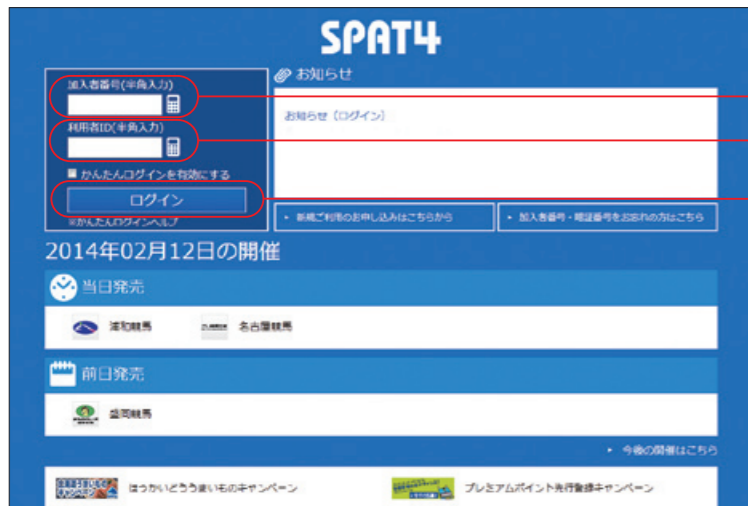 SPAT4
加入者番号(半角入力)
利用者ID(半角入力)
かんたんログインを有効にする
ログイン
※かんたんログインヘルプ
お知らせ
お知らせ（ログイン）
新規ご利用のお申し込みはこちらから
加入者番号・暗証番号をお忘れの方はこちら
2014年02月12日の開催
当日発売
浦和競馬
名古屋競馬
前日発売
盛岡競馬
今後の開催はこちら
ほっかいどううまいものキャンペーン
プレミアムポイント先行登録キャンペーン